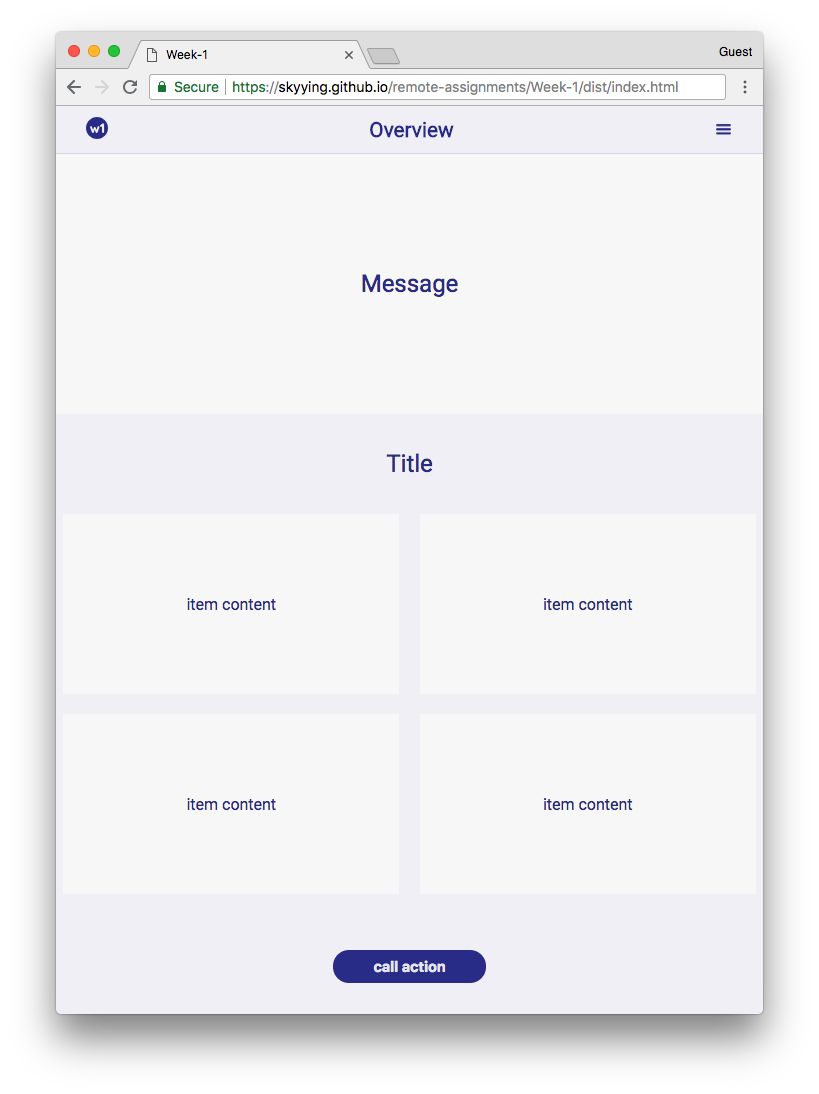 Week-1
Guest
Secure https://skyying.github.io/remote-assignments/Week-1/dist/index.html
w1 Overview
Message
Title
item content item content
item content item content
call action